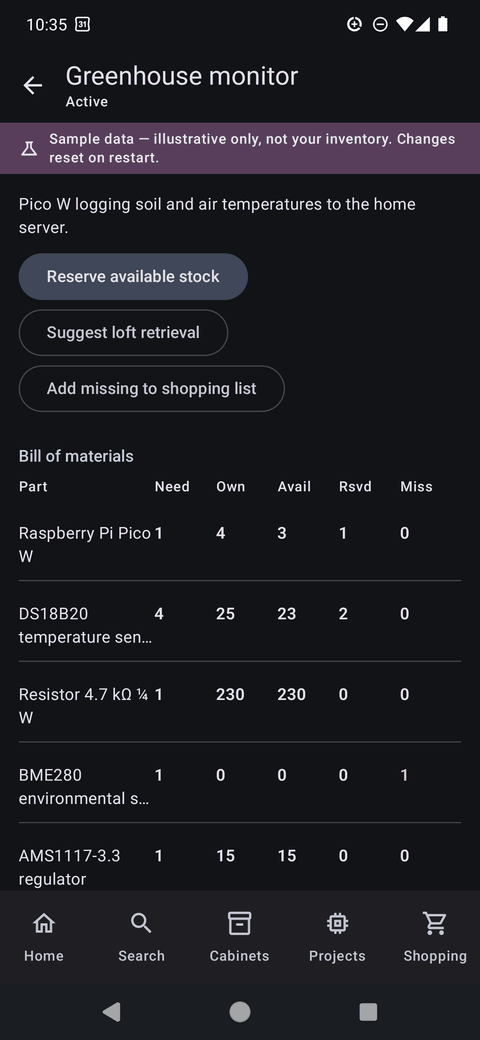 10:35 31
Greenhouse monitor
Active
Sample data — illustrative only, not your inventory. Changes
reset on restart.
Pico W logging soil and air temperatures to the home
server.
Reserve available stock
Suggest loft retrieval
Add missing to shopping list
Bill of materials
Part Need Own Avail Rsvd Miss
Raspberry Pi Pico 1 4 3 1 0
W
DS18B20 4 25 23 2 0
temperature sen…
Resistor 4.7 kΩ ¼ 1 230 230 0 0
W
BME280 1 0 0 0 1
environmental s…
AMS1117-3.3 1 15 15 0 0
regulator
Home Search Cabinets Projects Shopping